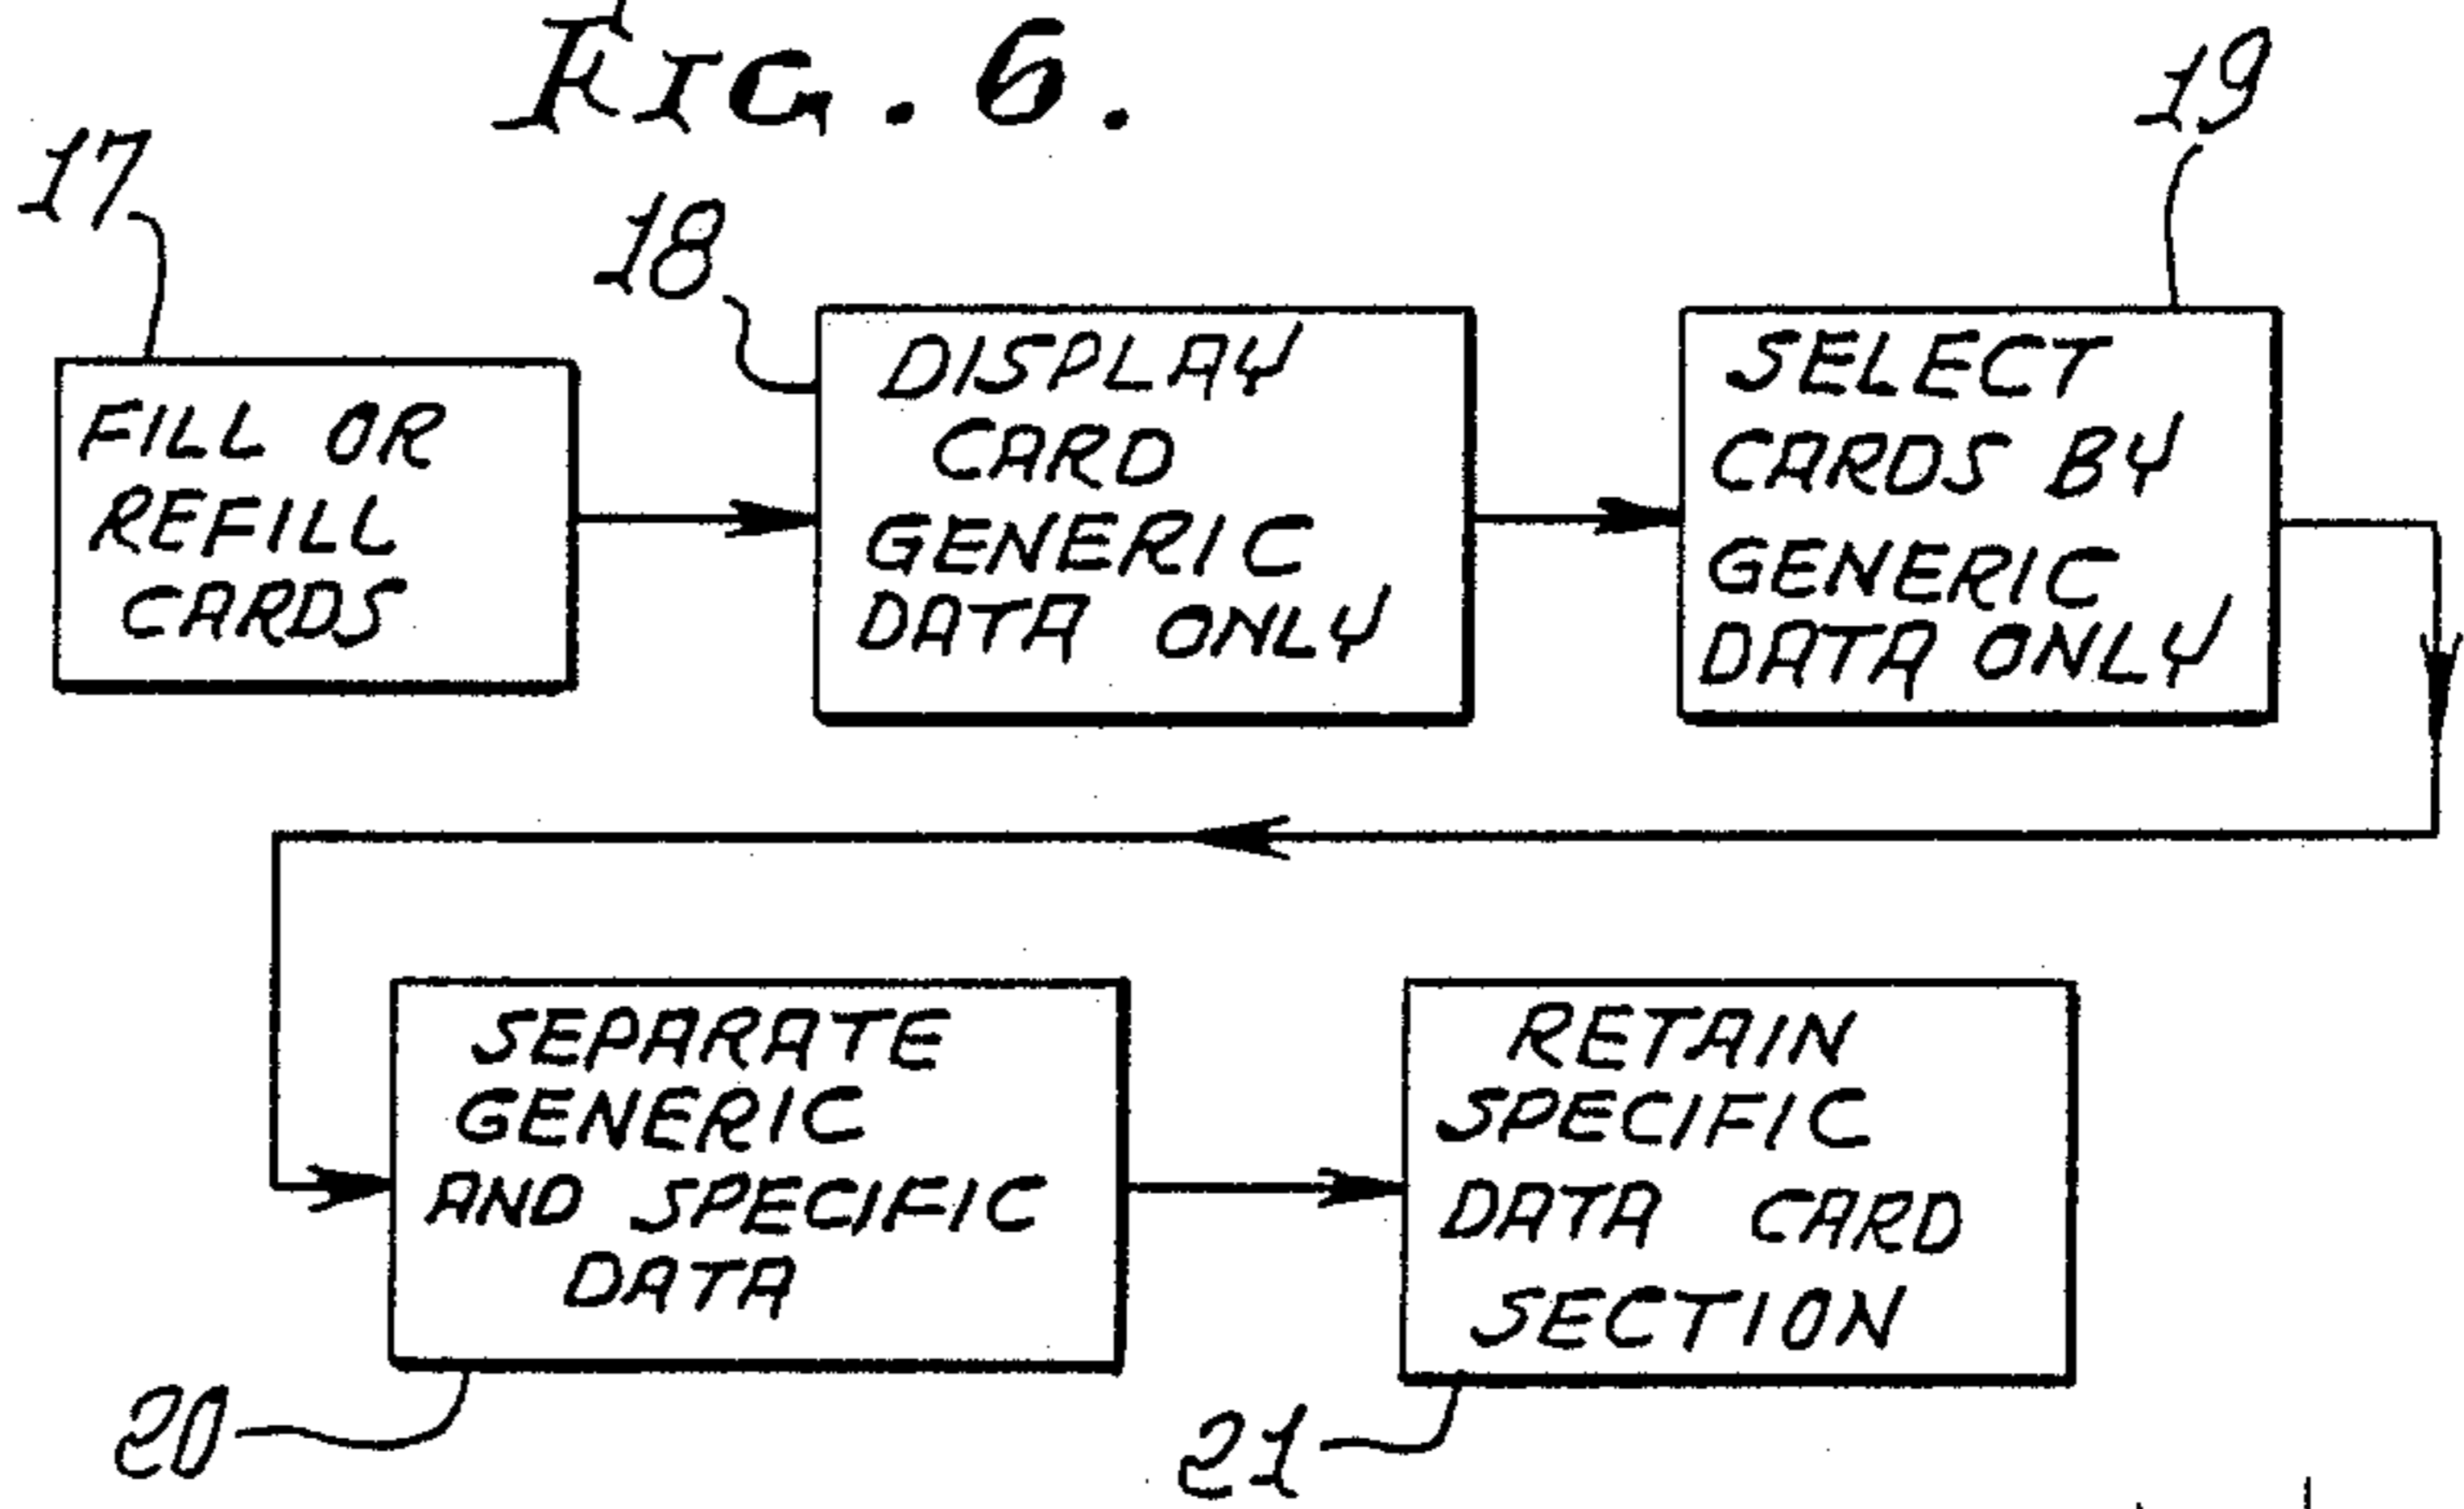 FIG. 6.
17
18
19
FILL OR
REFILL
CARDS
DISPLAY
CARD
GENERIC
DATA ONLY
SELECT
CARDS BY
GENERIC
DATA ONLY
SEPARATE
GENERIC
AND SPECIFIC
DATA
RETAIN
SPECIFIC
DATA CARD
SECTION
20
21